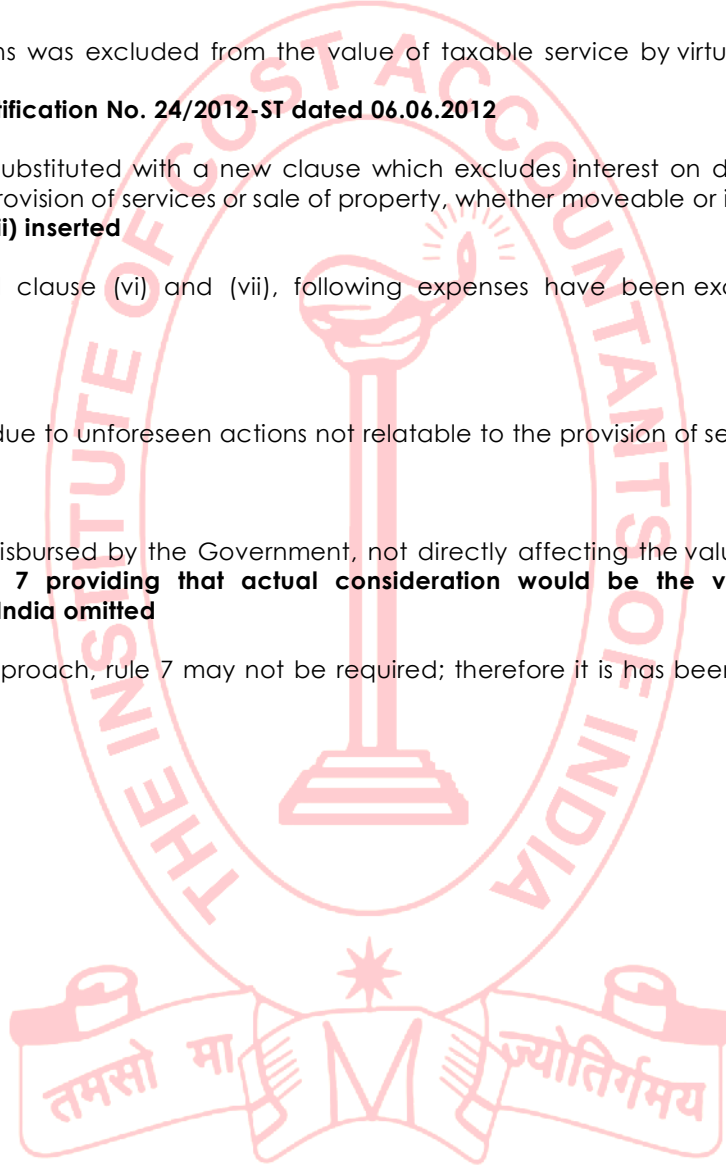 ns was excluded from the value of taxable service by virtu
tification No. 24/2012-ST dated 06.06.2012
substituted with a new clause which excludes interest on d
rovision of services or sale of property, whether moveable or i
ii) inserted
clause (vi) and (vii), following expenses have been exc
due to unforeseen actions not relatable to the provision of se
isbursed by the Government, not directly affecting the valu
7 providing that actual consideration would be the v
India omitted
proach, rule 7 may not be required; therefore it is has been
THE INSTITUTE OF COST ACCOUNTANTS OF INDIA
तमसो मा ज्योतिर्गमय